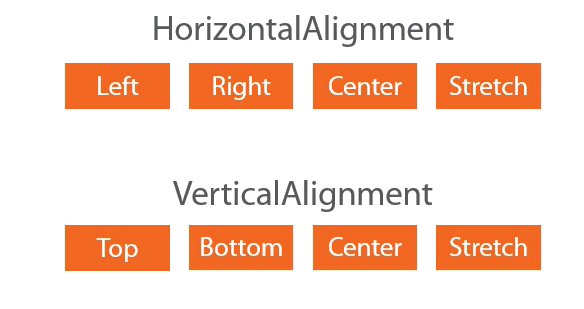 HorizontalAlignment
Left Right Center Stretch
VerticalAlignment
Top Bottom Center Stretch